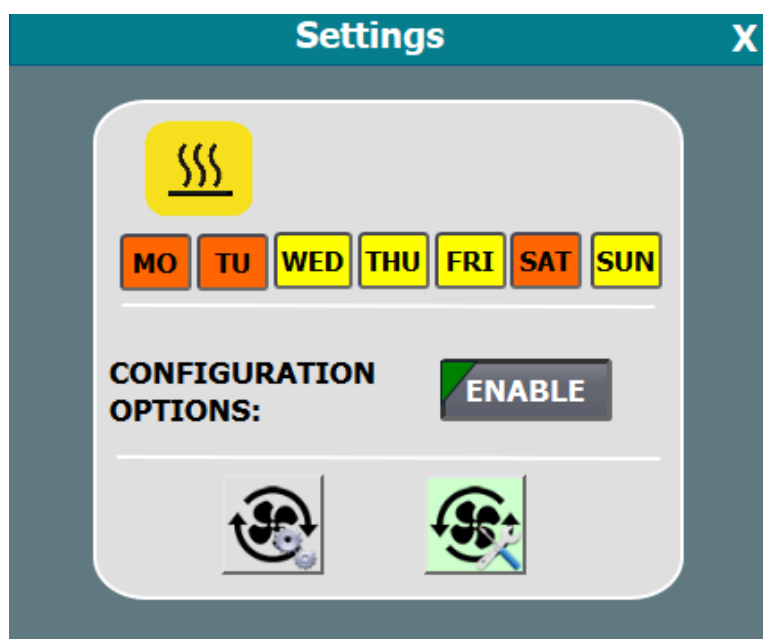 Settings X
MO TU WED THU FRI SAT SUN
CONFIGURATION
OPTIONS:
ENABLE